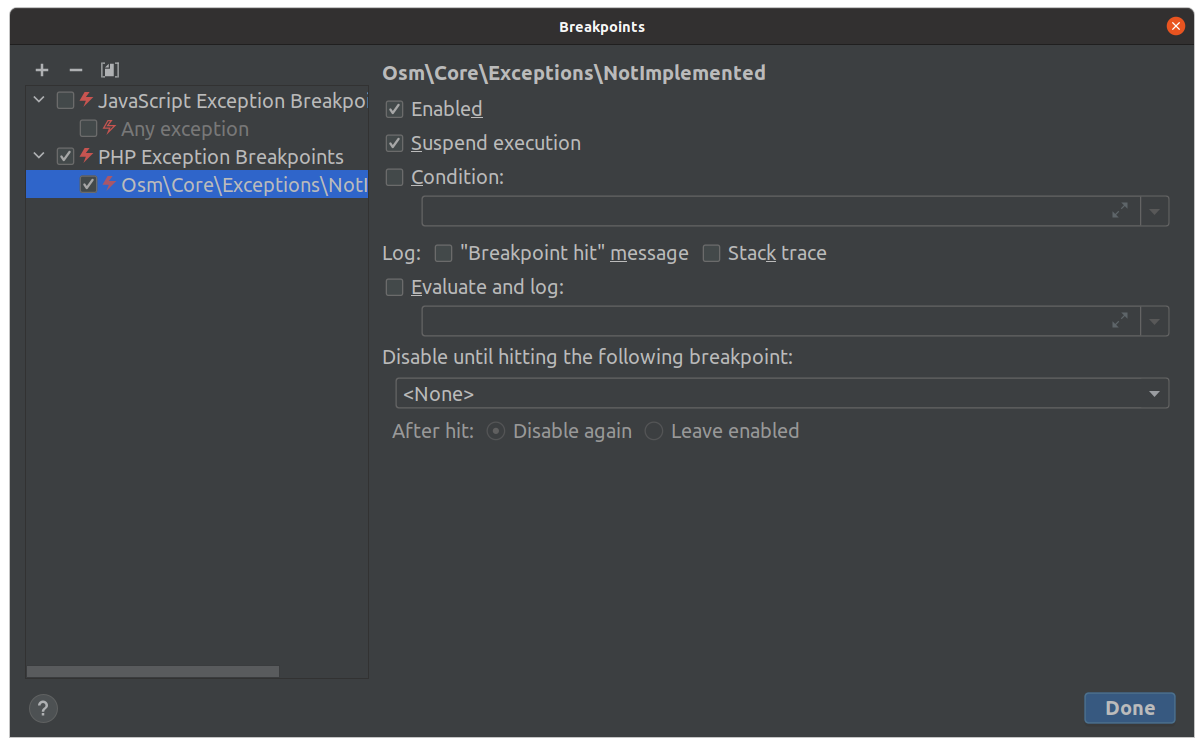 Breakpoints
JavaScript Exception Breakpoi
Any exception
PHP Exception Breakpoints
Osm\Core\Exceptions\NotI
Osm\Core\Exceptions\NotImplemented
Enabled
Suspend execution
Condition:
Log: "Breakpoint hit" message Stack trace
Evaluate and log:
Disable until hitting the following breakpoint:
<None>
After hit: Disable again Leave enabled
?
Done